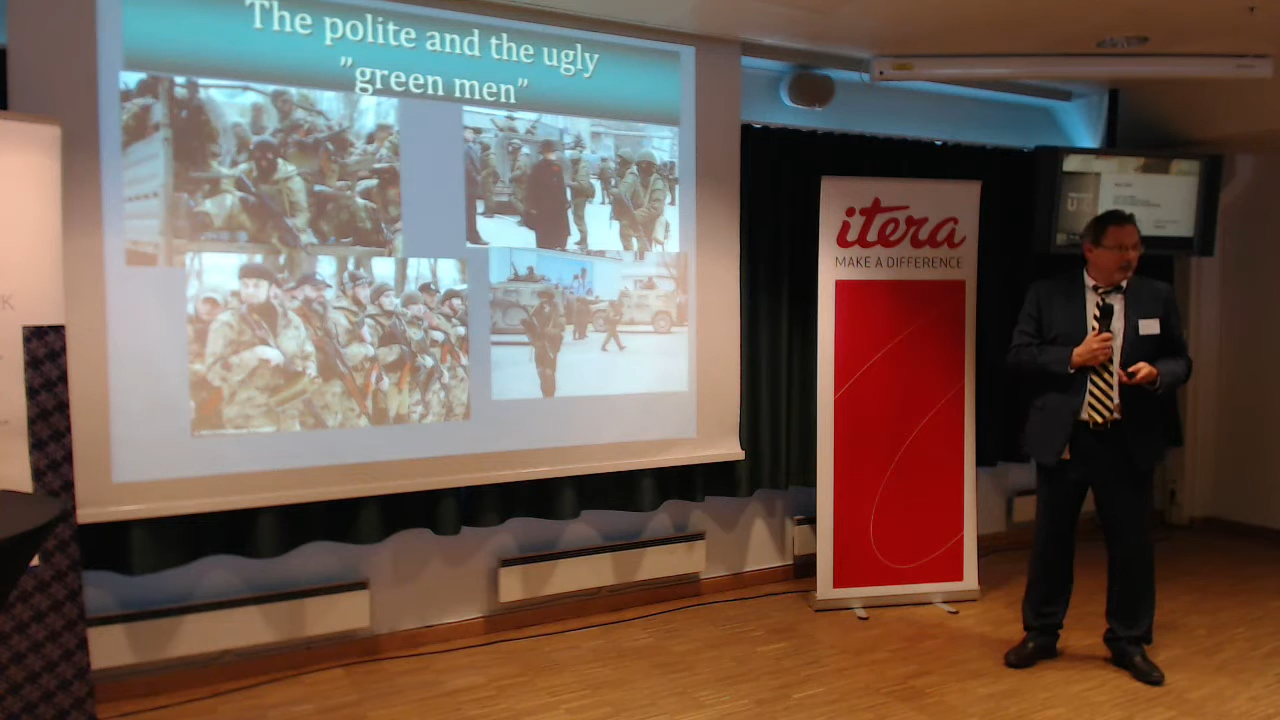 The polite and the ugly
”green men”
itera
MAKE A DIFFERENCE